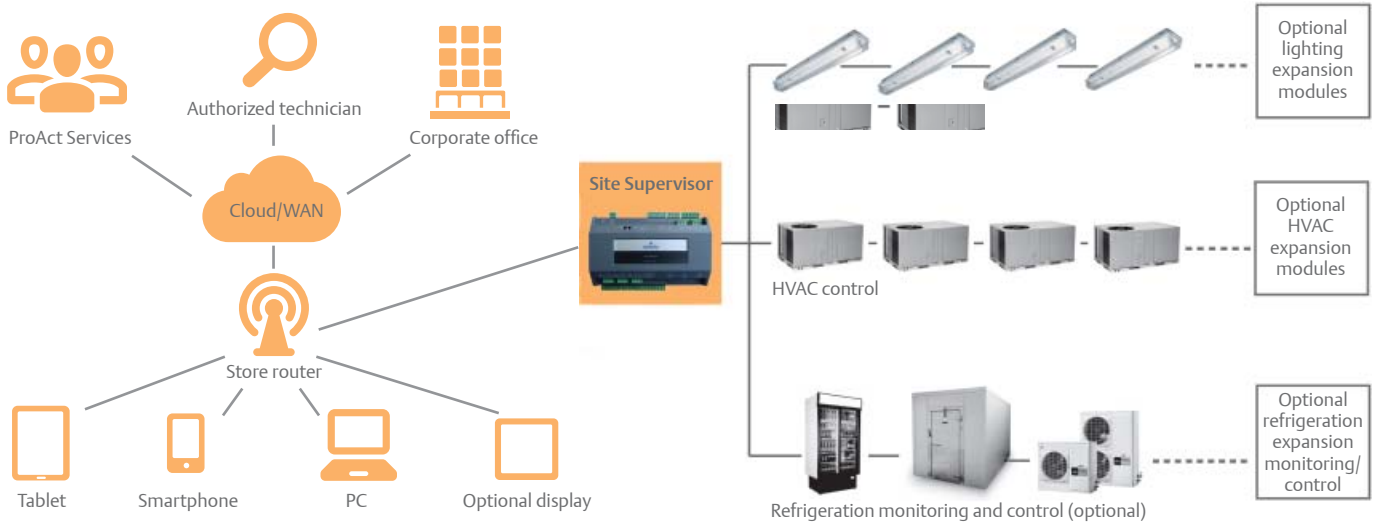 ProAct Services
Authorized technician
Corporate office
Cloud/WAN
Store router
Tablet
Smartphone
PC
Optional display
Site Supervisor
Optional
lighting
expansion
modules
HVAC control
Optional
HVAC
expansion
modules
Refrigeration monitoring and control (optional)
Optional
refrigeration
expansion
monitoring/
control